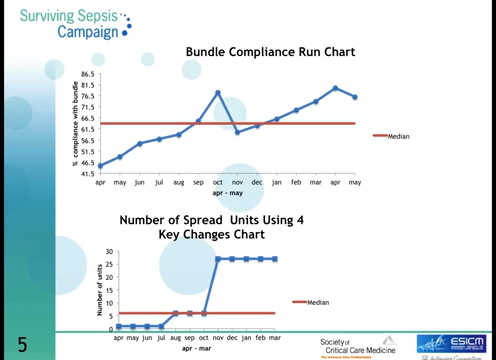 Surviving Sepsis
Campaign
Bundle Compliance Run Chart
86.5
81.5
76.5
71.5
66.5
61.5
56.5
51.5
46.5
41.5
% compliance with bundle
apr may jun jul aug sep oct nov dec jan feb mar apr may
apr - may
Median
Number of Spread Units Using 4
Key Changes Chart
30
25
20
15
10
5
0
Number of units
apr may jun jul aug sep oct nov dec jan feb mar
apr - mar
Median
5
Society of
Critical Care Medicine
ESICM